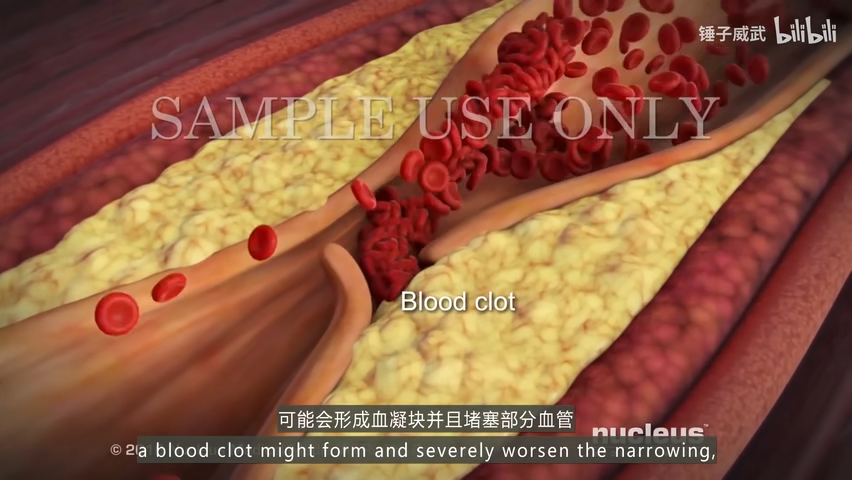 锤子威武 bilibili
SAMPLE USE ONLY
Blood clot
可能会形成血凝块并且堵塞部分血管
nucleus
a blood clot might form and severely worsen the narrowing,